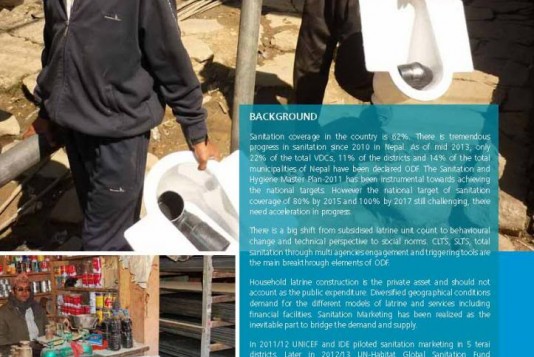 BACKGROUND
Sanitation coverage in the country is 62%. There is tremendous
progress in sanitation since 2010 in Nepal. As of mid 2013, only
22% of the total VDCs, 11% of the districts and 14% of the total
municipalities of Nepal have been declared ODF. The Sanitation and
Hygiene Master Plan-2011 has been instrumental towards achieving
the national targets. However the national target of sanitation
coverage of 80% by 2015 and 100% by 2017 still challenging, there
need acceleration in progress.
There is a big shift from subsidised latrine unit count to behavioural
change and technical perspective to social norms. CLTS, SLTS, total
sanitation through multi agencies engagement and triggering tools are
the main breakthrough elements of ODF.
Household latrine construction is the private asset and should not
account as the public expenditure. Diversified geographical conditions
demand for the different models of latrine and services including
financial facilities. Sanitation Marketing has been realized as the
inevitable part to bridge the demand and supply.
In 2011/12 UNICEF and IDE piloted sanitation marketing in 5 terai
districts. Later in 2012/13 UN-Habitat Global Sanitation Fund